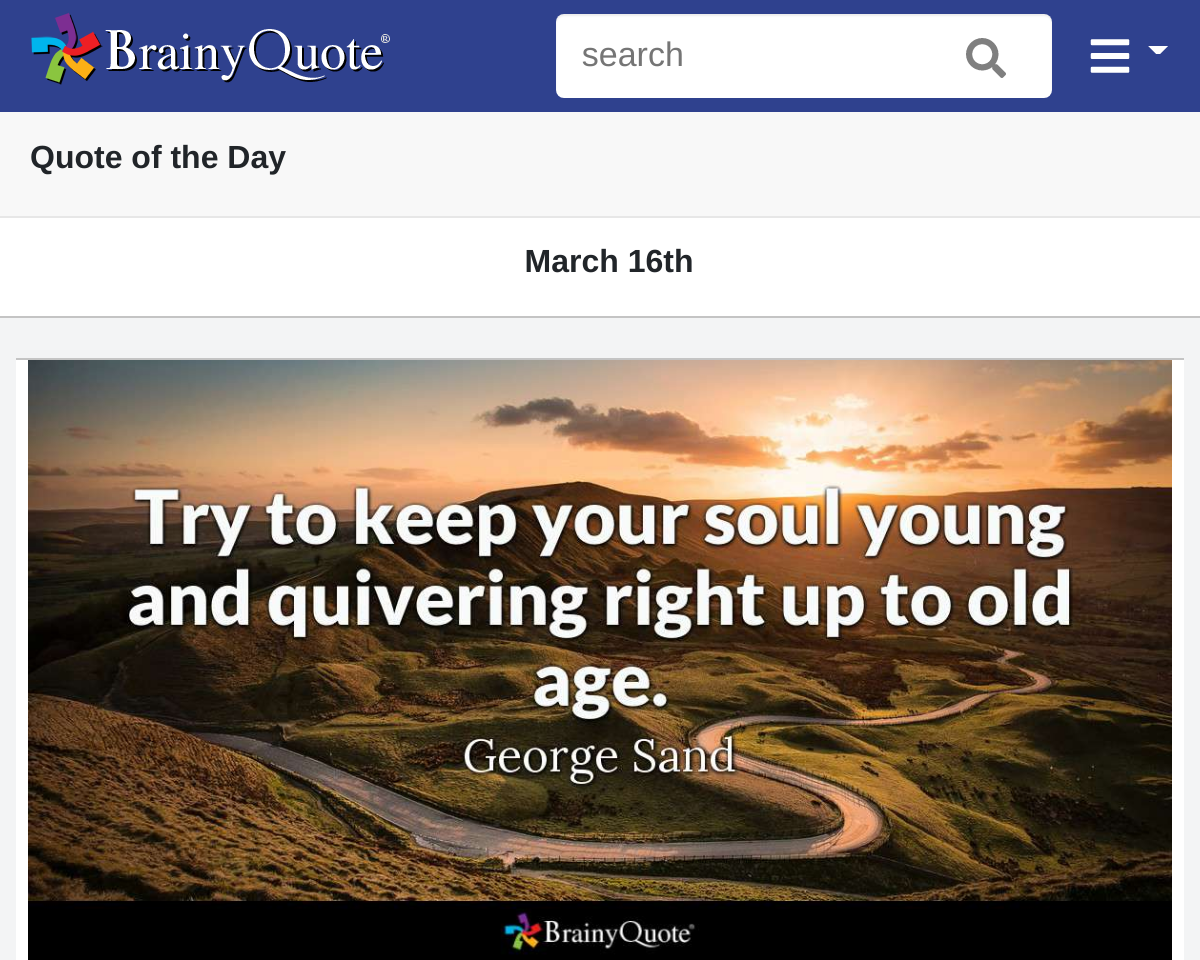 BrainyQuote®
search
Quote of the Day
March 16th
Try to keep your soul young
and quivering right up to old
age.
George Sand
BrainyQuote®